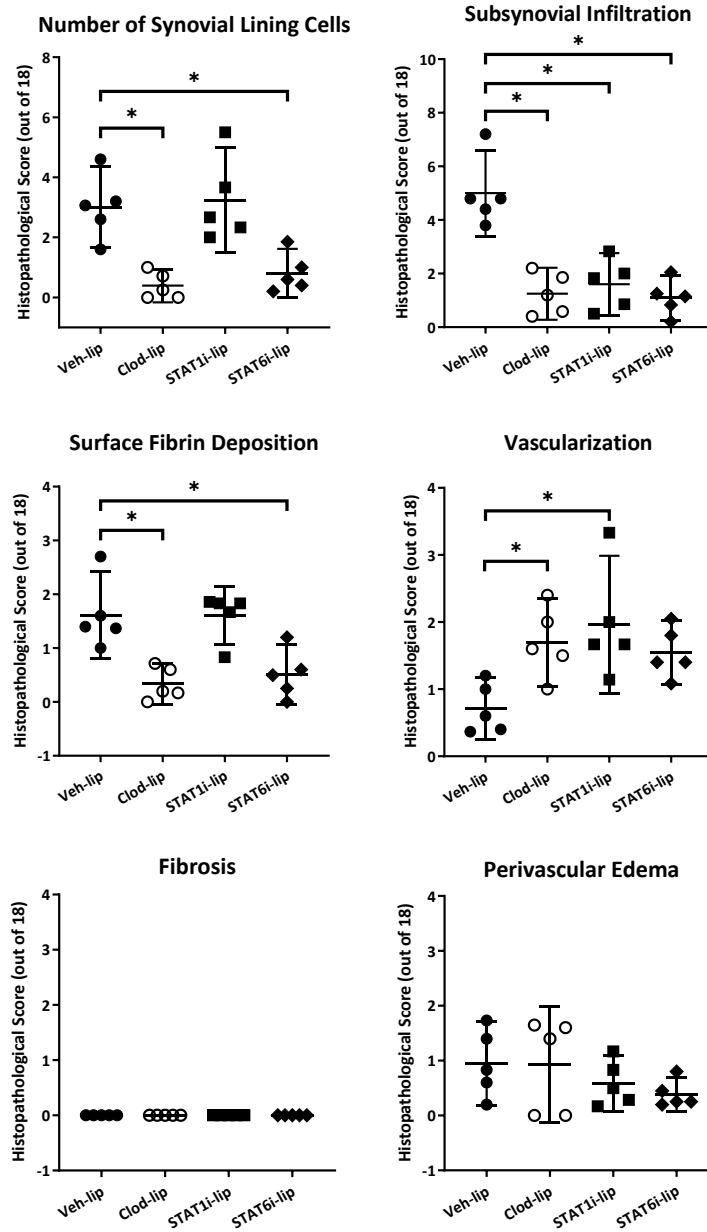 Number of Synovial Lining Cells
Histopathological Score (out of 18)
8
6
4
2
0
*
*
Veh-lip
Clod-lip
STAT1i-lip
STAT6i-lip
Subsynovial Infiltration
Histopathological Score (out of 18)
10
8
6
4
2
0
*
*
*
Veh-lip
Clod-lip
STAT1i-lip
STAT6i-lip
Surface Fibrin Deposition
Histopathological Score (out of 18)
4
3
2
1
0
-1
*
*
Veh-lip
Clod-lip
STAT1i-lip
STAT6i-lip
Vascularization
Histopathological Score (out of 18)
4
3
2
1
0
*
*
Veh-lip
Clod-lip
STAT1i-lip
STAT6i-lip
Fibrosis
Histopathological Score (out of 18)
4
3
2
1
0
-1
Veh-lip
Clod-lip
STAT1i-lip
STAT6i-lip
Perivascular Edema
Histopathological Score (out of 18)
4
3
2
1
0
-1
Veh-lip
Clod-lip
STAT1i-lip
STAT6i-lip